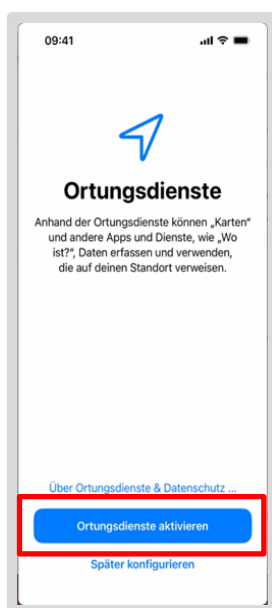 09:41
Ortungsdienste
Anhand der Ortungsdienste können „Karten“
und andere Apps und Dienste, wie „Wo
ist?“, Daten erfassen und verwenden,
die auf deinen Standort verweisen.
Über Ortungsdienste & Datenschutz ...
Ortungsdienste aktivieren
Später konfigurieren